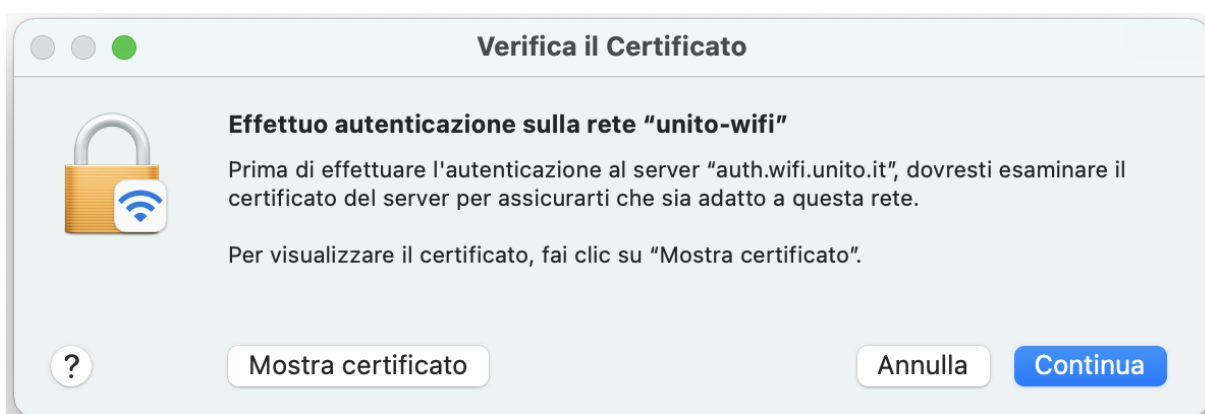 Verifica il Certificato
Effettuo autenticazione sulla rete “unito-wifi”
Prima di effettuare l'autenticazione al server “auth.wifi.unito.it”, dovresti esaminare il
certificato del server per assicurarti che sia adatto a questa rete.
Per visualizzare il certificato, fai clic su “Mostra certificato”.
? Mostra certificato Annulla Continua